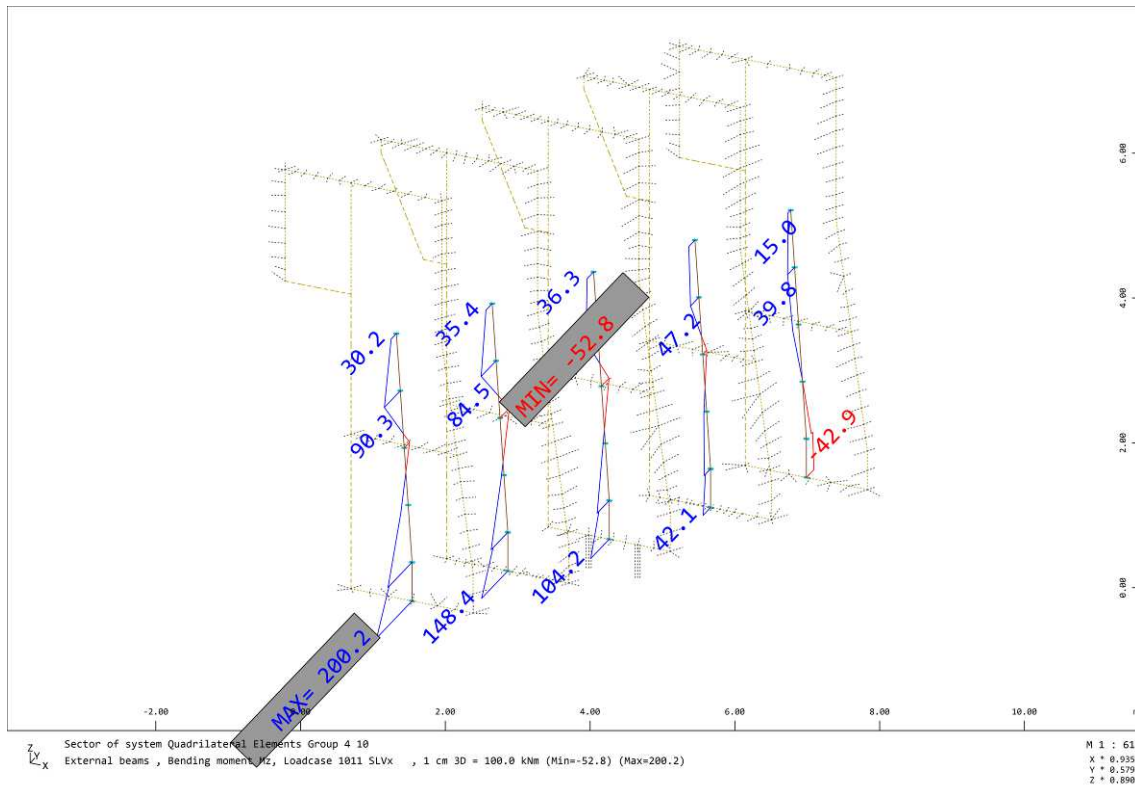 6.00
15.0
36.3
4.00
39.8
35.4
47.2
30.2
MIN= -52.8
84.5
90.3
-42.9
2.00
42.1
104.2
0.00
148.4
MAX= 200.2
-2.00 0.00 2.00 4.00 6.00 8.00 10.00 m
Z Y X
Sector of system Quadrilateral Elements Group 4 10
M 1 : 61
External beams , Bending moment Mz, Loadcase 1011 SLVx , 1 cm 3D = 100.0 kNm (Min=-52.8) (Max=200.2)
X * 0.935
Y * 0.579
Z * 0.890